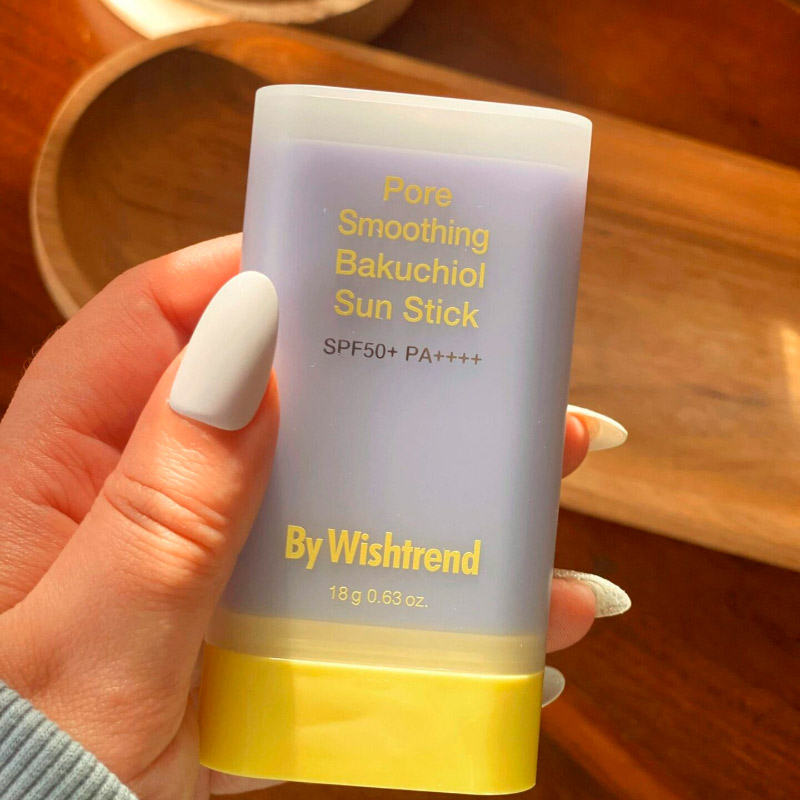 Pore
Smoothing
Bakuchiol
Sun Stick
SPF50+ PA++++
By Wishtrend
18 g 0.63 oz.